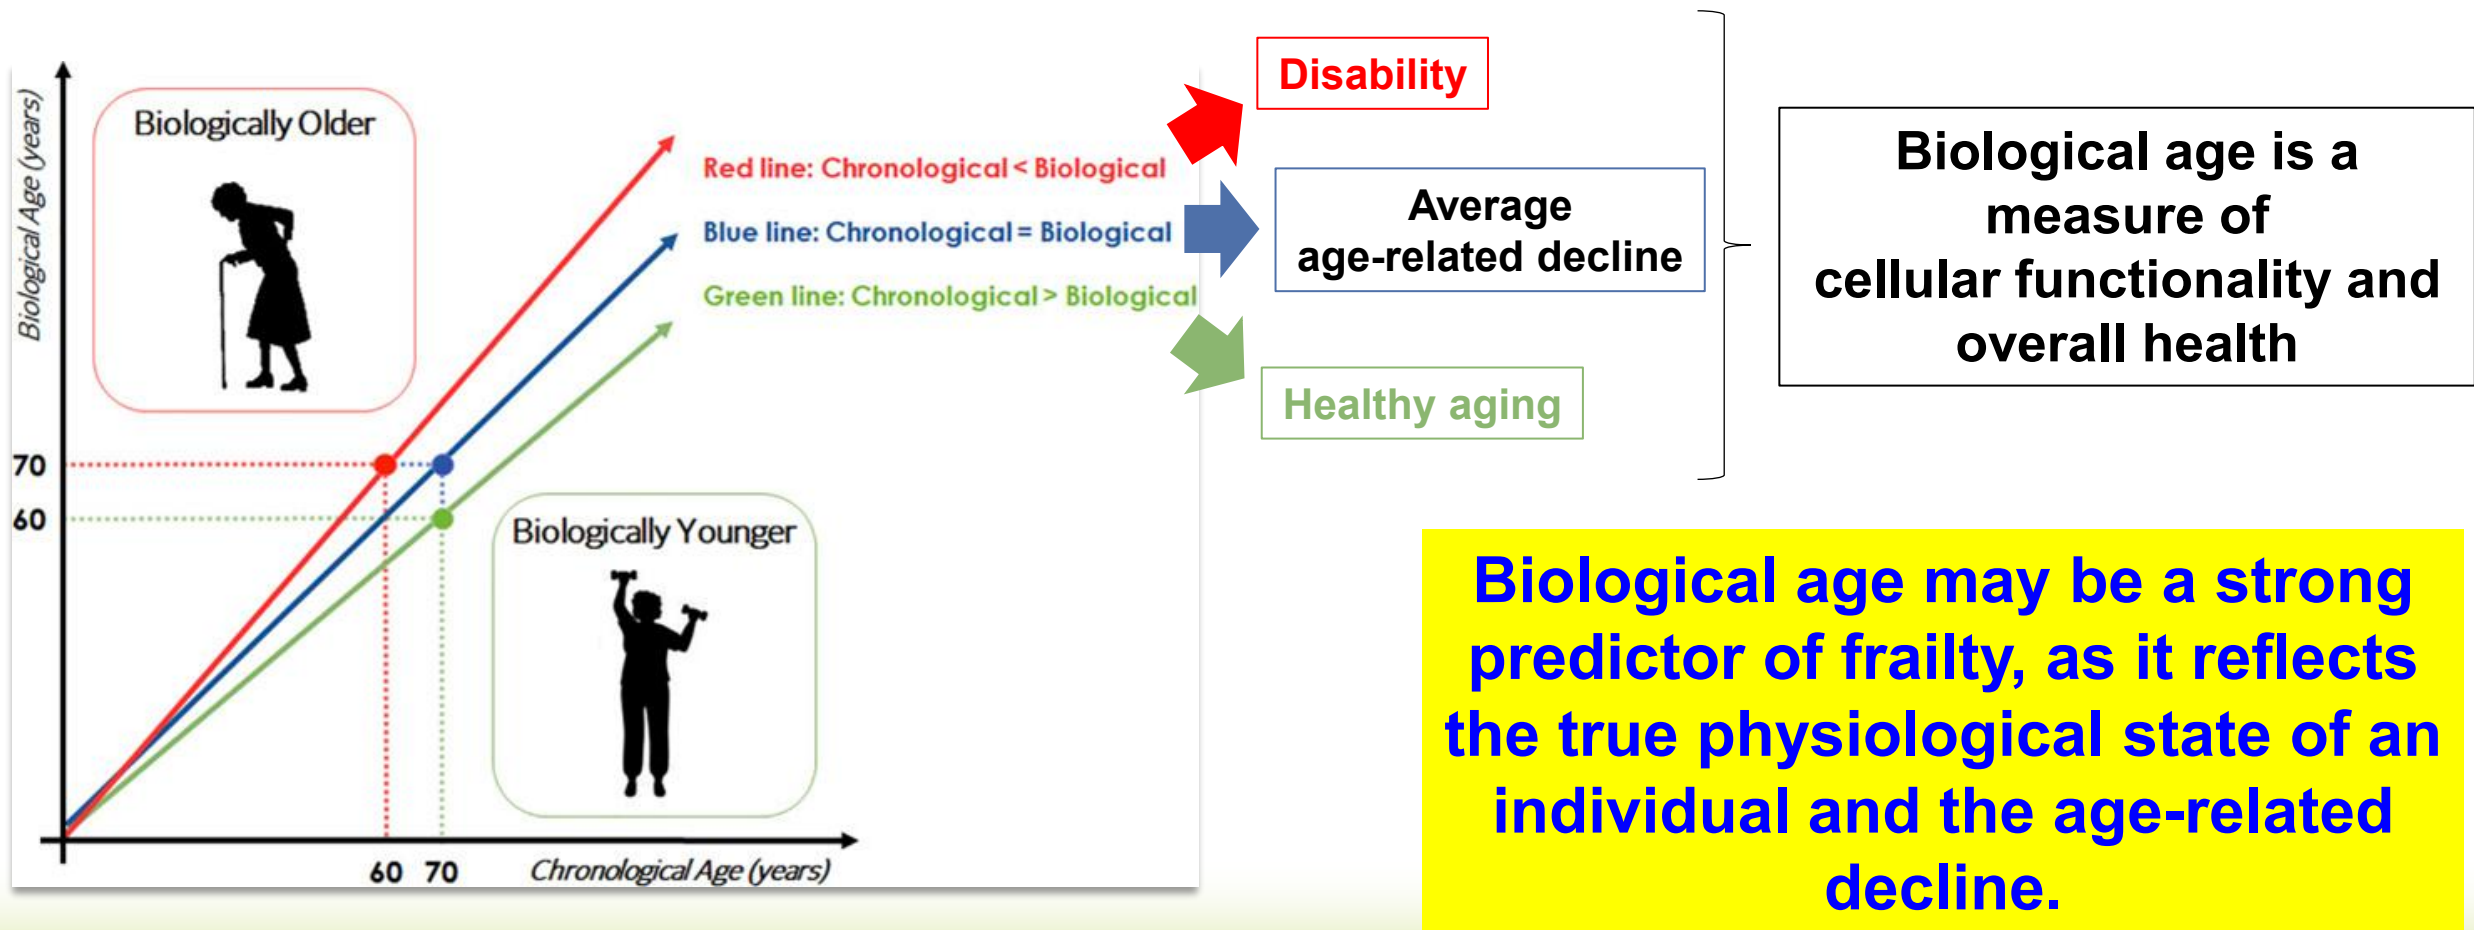 Biological Age (years)
Biologically Older
70
60
Biologically Younger
60 70
Chronological Age (years)
Red line: Chronological < Biological
Blue line: Chronological = Biological
Green line: Chronological > Biological
Disability
Average
age-related decline
Healthy aging
Biological age is a
measure of
cellular functionality and
overall health
Biological age may be a strong
predictor of frailty, as it reflects
the true physiological state of an
individual and the age-related
decline.